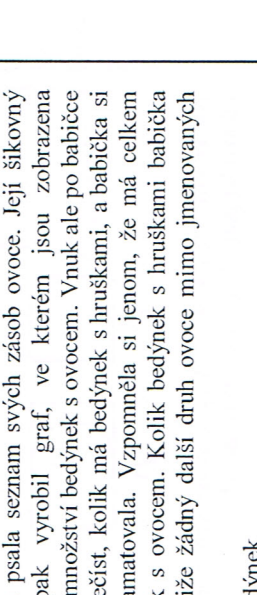 psala seznam svých zásob ovoce. Její šikovný
pak vyrobil graf, ve kterém jsou zobrazena
množství bedýnek s ovocem. Vnuk ale po babičce
ečíst, kolik má bedýnek s hruškami, a babička si
amatovala. Vzpomněla si jenom, že má celkem
k s ovocem. Kolik bedýnek s hruškami babička
iže žádný další druh ovoce mimo jmenovaných
dýnek